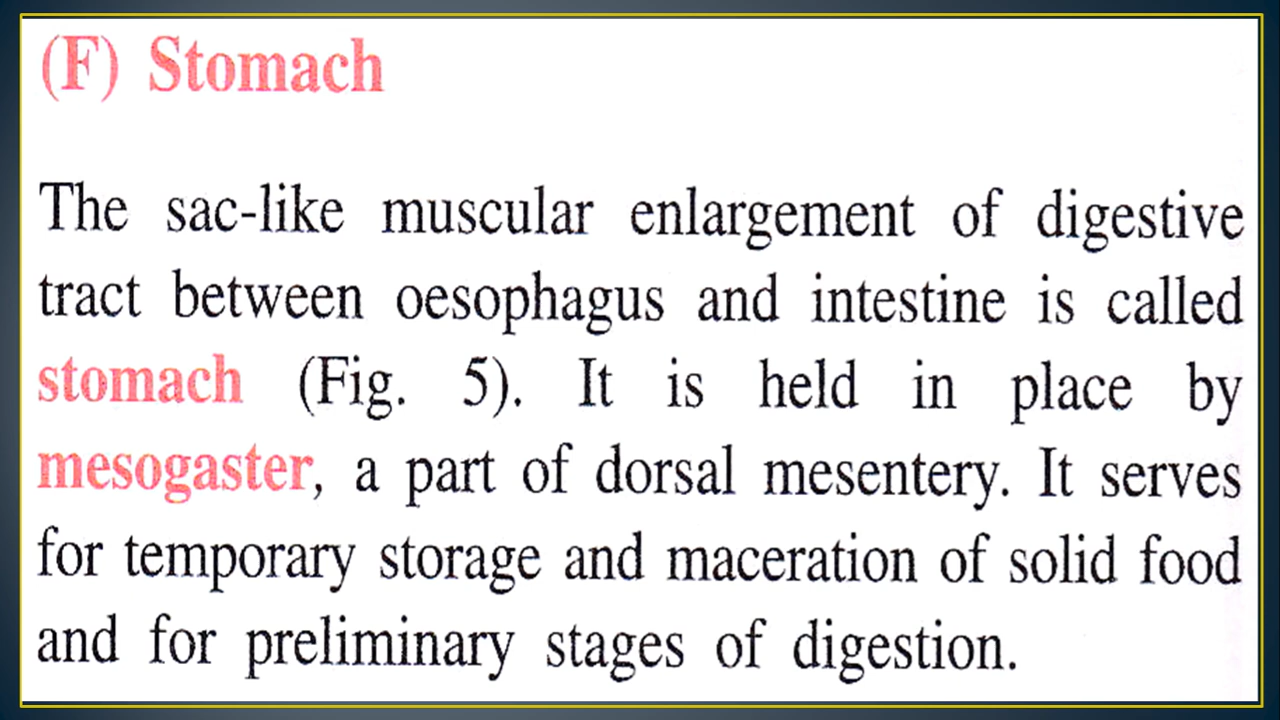 (F) Stomach
The sac-like muscular enlargement of digestive
tract between oesophagus and intestine is called
stomach (Fig. 5). It is held in place by
mesogaster, a part of dorsal mesentery. It serves
for temporary storage and maceration of solid food
and for preliminary stages of digestion.